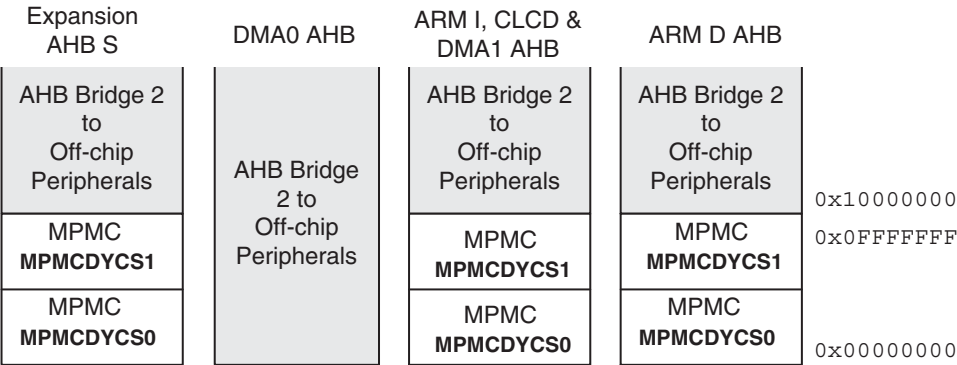 Expansion
AHB S
DMA0 AHB
ARM I, CLCD &
DMA1 AHB
ARM D AHB
AHB Bridge 2
to
Off-chip
Peripherals
MPMC
MPMCDYCS1
MPMC
MPMCDYCS0
AHB Bridge
2 to
Off-chip
Peripherals
AHB Bridge 2
to
Off-chip
Peripherals
MPMC
MPMCDYCS1
MPMC
MPMCDYCS0
AHB Bridge 2
to
Off-chip
Peripherals
MPMC
MPMCDYCS1
MPMC
MPMCDYCS0
0x10000000
0x0FFFFFFF
0x00000000